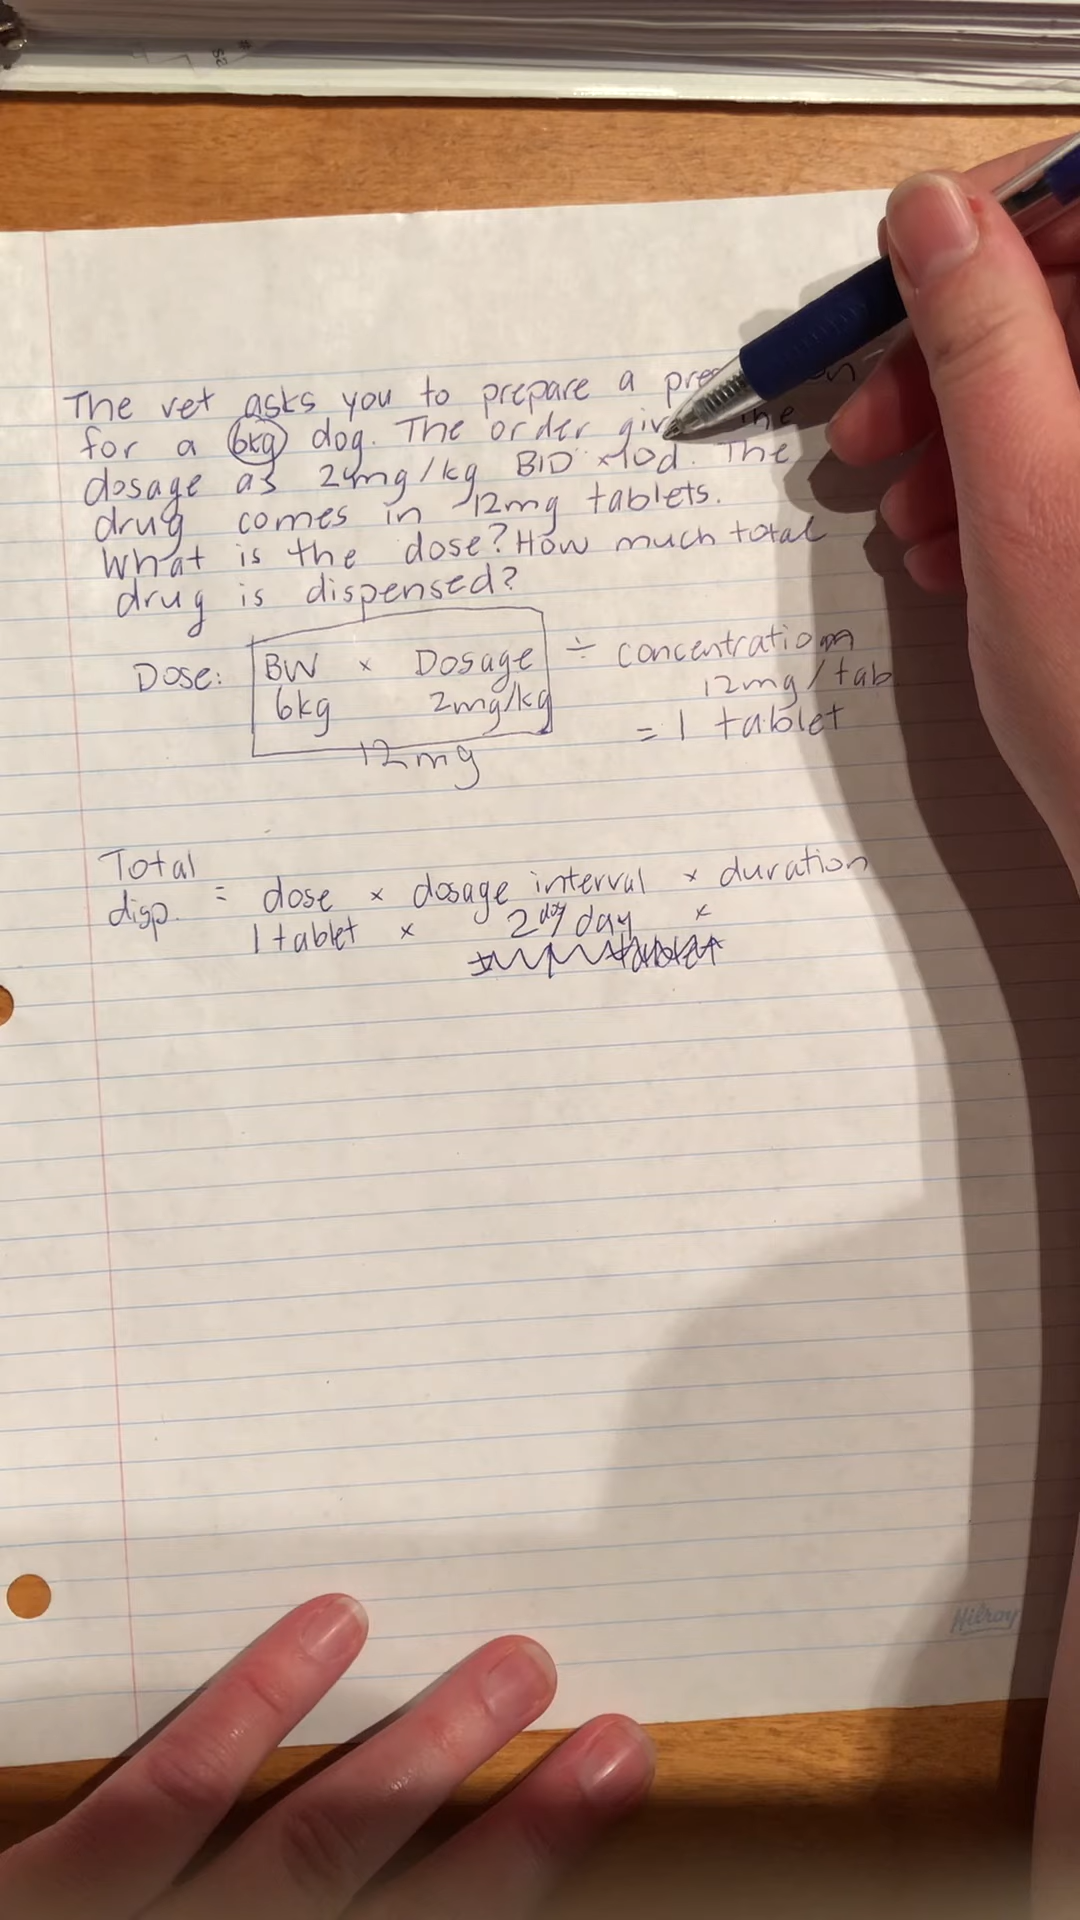 The vet asks you to prepare a
for a 6kg dog. The order the
dosage as 2mg/kg BID x10d. The
drug comes in 12mg tablets.
What is the dose? How much total
drug is dispensed?
Dose: BW x Dosage ÷ concentration
6kg 2mg/kg 12mg/tab
= 1 tablet
12mg
Total
disp. = dose x dosage interval x duration
1 tablet x 2 day x
Hilroy